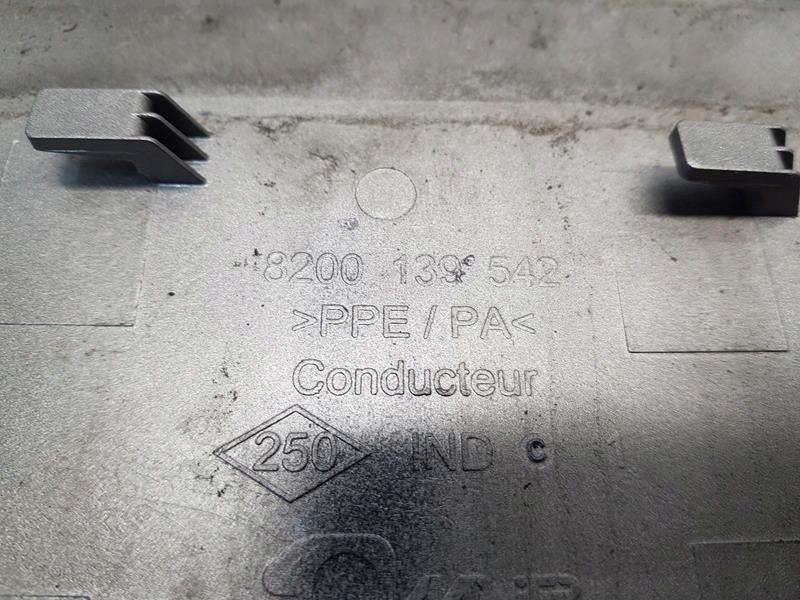 8200 139 542
>PPE / PA<
Conducteur
250 IND C